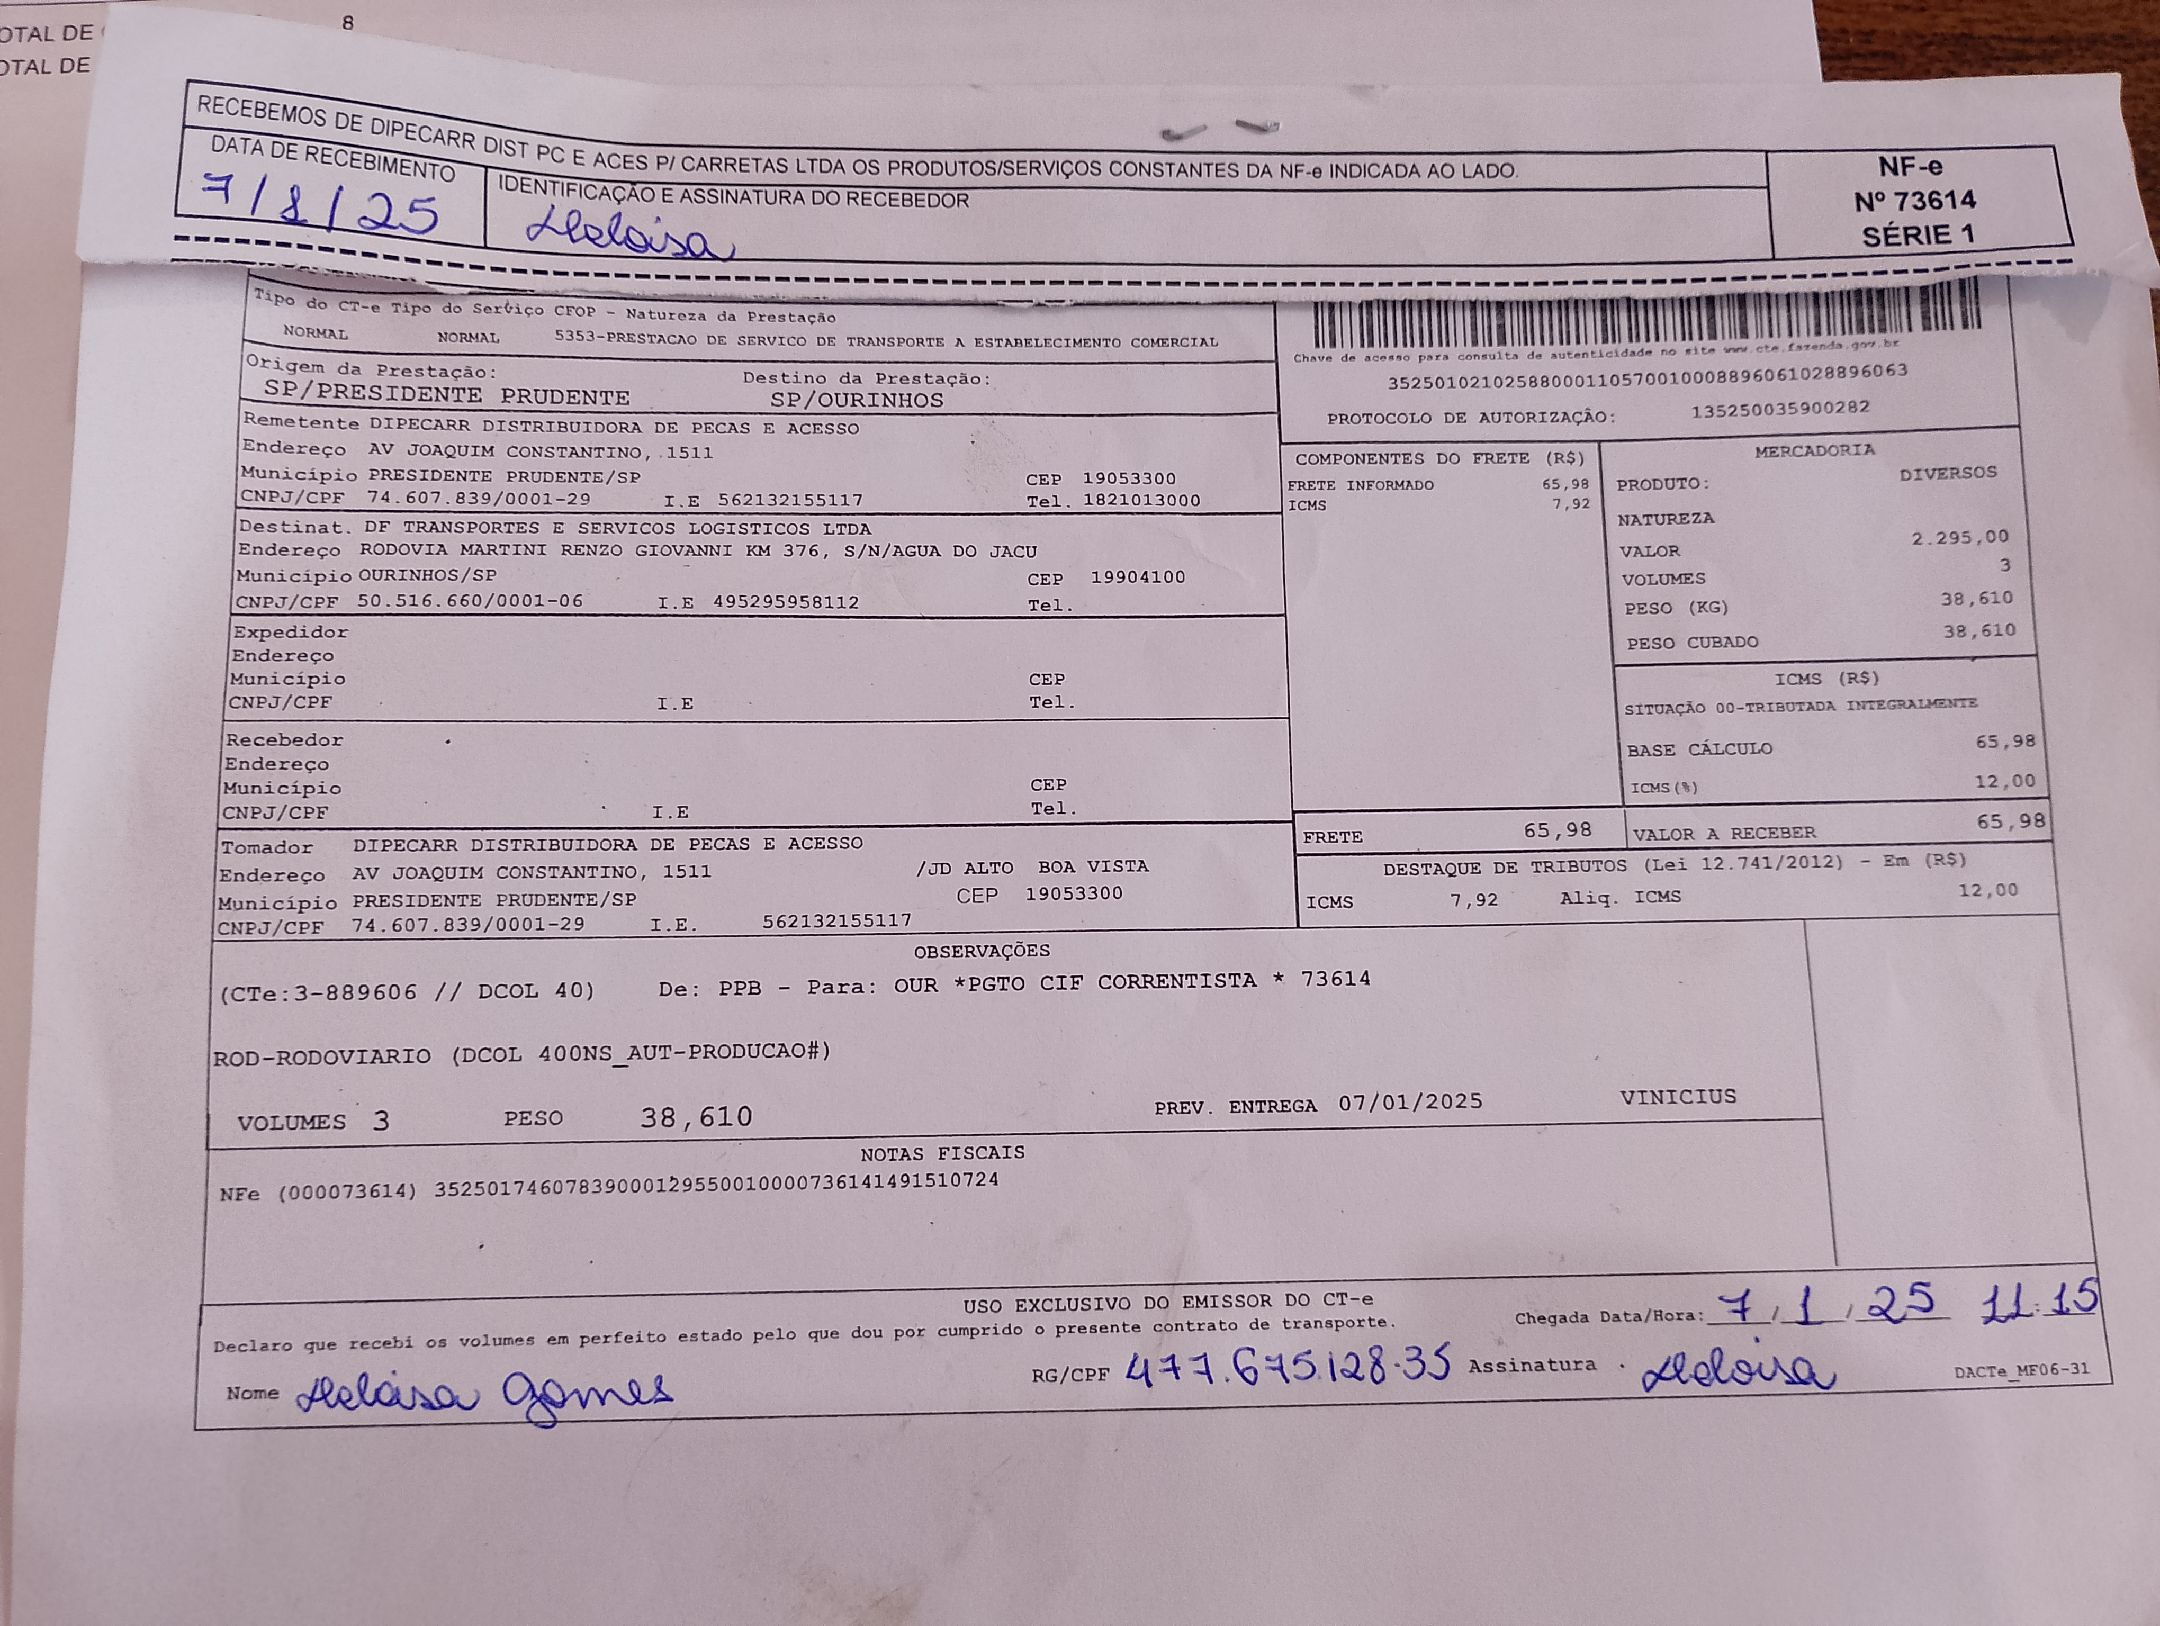 OTAL DE
8
OTAL DE
RECEBEMOS DE DIPECARR DIST PC E ACES P/ CARRETAS LTDA OS PRODUTOS/SERVIÇOS CONSTANTES DA NF-e INDICADA AO LADO.
DATA DE RECEBIMENTO
7/1/25
IDENTIFICAÇÃO E ASSINATURA DO RECEBEDOR
Heloisa
NF-e
Nº 73614
SÉRIE 1
Tipo do CT-e Tipo do Serviço CFOP - Natureza da Prestação
NORMAL NORMAL 5353-PRESTACAO DE SERVICO DE TRANSPORTE A ESTABELECIMENTO COMERCIAL
Origem da Prestação: Destino da Prestação:
SP/PRESIDENTE PRUDENTE SP/OURINHOS
Remetente DIPECARR DISTRIBUIDORA DE PECAS E ACESSO
Endereço AV JOAQUIM CONSTANTINO, 1511
Município PRESIDENTE PRUDENTE/SP CEP 19053300
CNPJ/CPF 74.607.839/0001-29 I.E 562132155117 Tel. 1821013000
Destinat. DF TRANSPORTES E SERVICOS LOGISTICOS LTDA
Endereço RODOVIA MARTINI RENZO GIOVANNI KM 376, S/N/AGUA DO JACU
Município OURINHOS/SP CEP 19904100
CNPJ/CPF 50.516.660/0001-06 I.E 495295958112 Tel.
Expedidor
Endereço
Município CEP
CNPJ/CPF I.E Tel.
Recebedor
Endereço
Município CEP
CNPJ/CPF I.E Tel.
Tomador DIPECARR DISTRIBUIDORA DE PECAS E ACESSO
Endereço AV JOAQUIM CONSTANTINO, 1511 /JD ALTO BOA VISTA
Município PRESIDENTE PRUDENTE/SP CEP 19053300
CNPJ/CPF 74.607.839/0001-29 I.E. 562132155117
Chave de acesso para consulta de autenticidade no site www.cte.fazenda.gov.br
35250102102588000110570010008896061028896063
PROTOCOLO DE AUTORIZAÇÃO: 135250035900282
COMPONENTES DO FRETE (R$)
FRETE INFORMADO 65,98
ICMS 7,92
MERCADORIA
PRODUTO: DIVERSOS
NATUREZA
VALOR 2.295,00
VOLUMES 3
PESO (KG) 38,610
PESO CUBADO 38,610
ICMS (R$)
SITUAÇÃO 00-TRIBUTADA INTEGRALMENTE
BASE CÁLCULO 65,98
ICMS(%) 12,00
FRETE 65,98 VALOR A RECEBER 65,98
DESTAQUE DE TRIBUTOS (Lei 12.741/2012) - Em (R$)
ICMS 7,92 Aliq. ICMS 12,00
OBSERVAÇÕES
(CTe:3-889606 // DCOL 40) De: PPB - Para: OUR *PGTO CIF CORRENTISTA * 73614
ROD-RODOVIARIO (DCOL 400NS_AUT-PRODUCAO#)
VOLUMES 3 PESO 38,610 PREV. ENTREGA 07/01/2025 VINICIUS
NOTAS FISCAIS
NFe (000073614) 35250174607839000129550010000736141491510724
USO EXCLUSIVO DO EMISSOR DO CT-e
Declaro que recebi os volumes em perfeito estado pelo que dou por cumprido o presente contrato de transporte. Chegada Data/Hora: 7/1/25 11:15
Nome Heloisa Gomes RG/CPF 477.675.128-35 Assinatura Heloisa DACTe_MF06-31